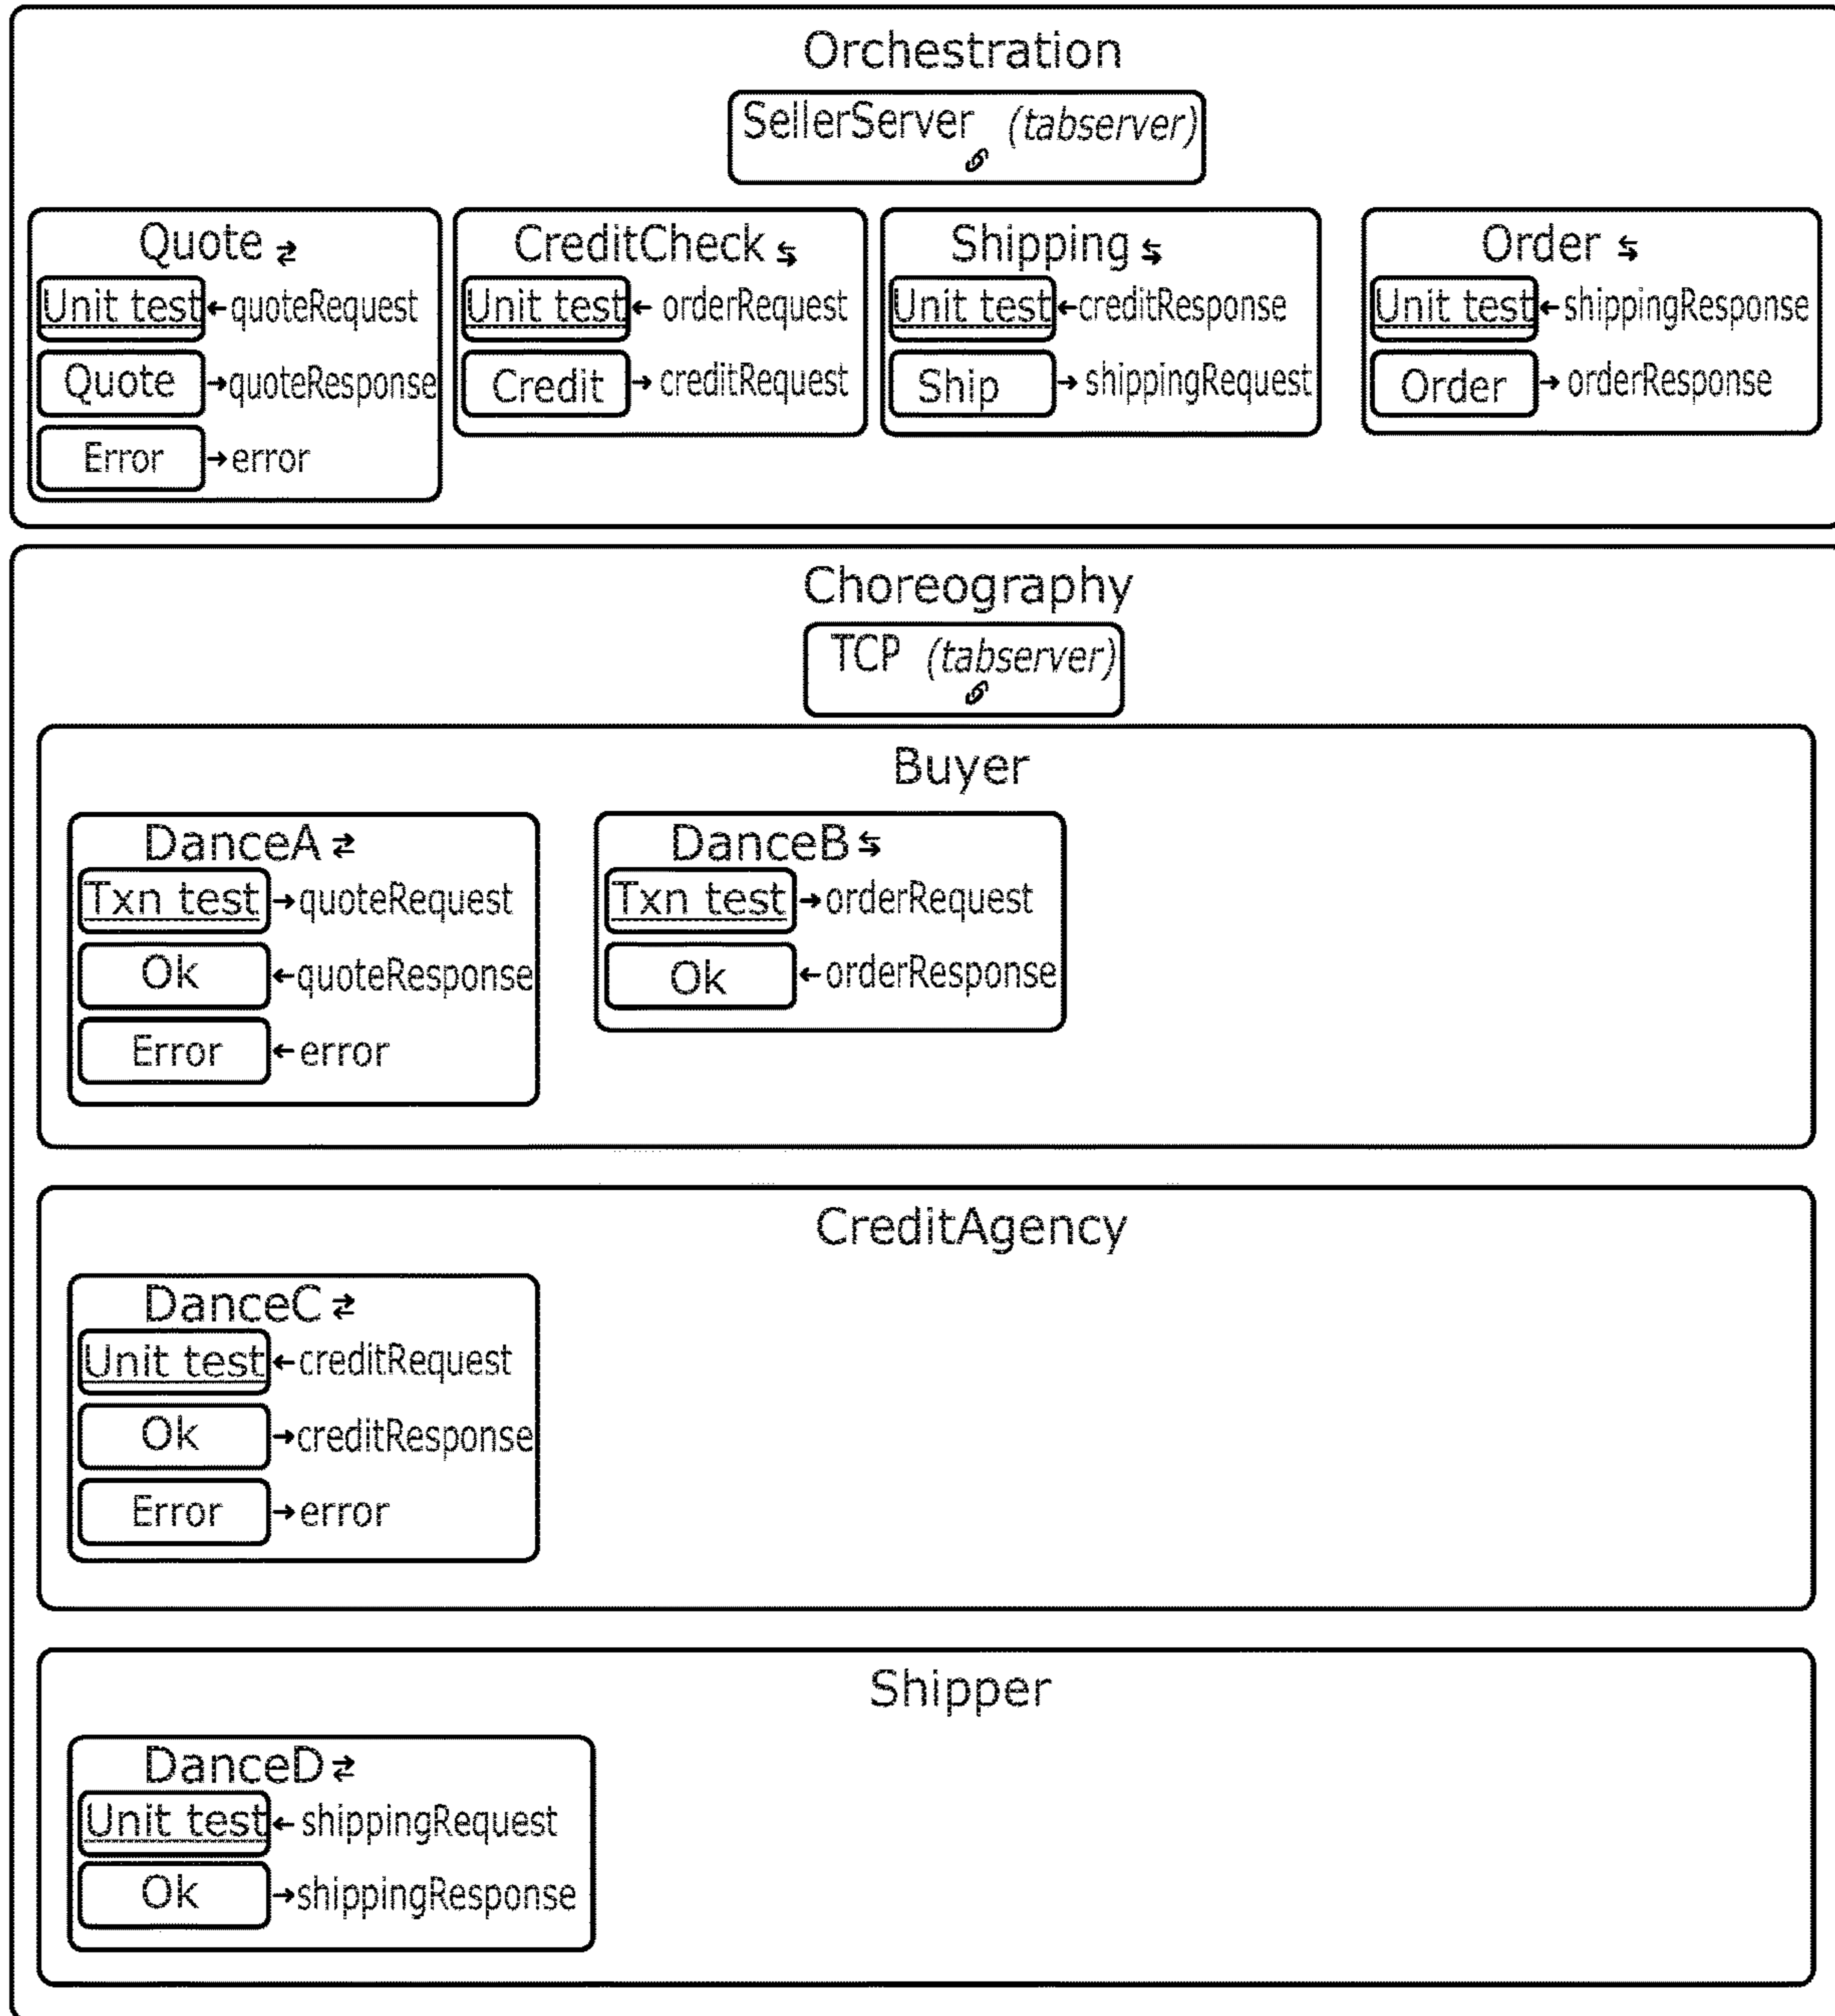 Orchestration
SellerServer (tabserver)
Quote ⇄
Unit test ←quoteRequest
Quote →quoteResponse
Error →error
CreditCheck ⇆
Unit test ← orderRequest
Credit → creditRequest
Shipping ⇆
Unit test ←creditResponse
Ship → shippingRequest
Order ⇆
Unit test ←shippingResponse
Order → orderResponse
Choreography
TCP (tabserver)
Buyer
DanceA ⇄
Txn test →quoteRequest
Ok ←quoteResponse
Error ←error
DanceB ⇆
Txn test →orderRequest
Ok ←orderResponse
CreditAgency
DanceC ⇄
Unit test ←creditRequest
Ok →creditResponse
Error →error
Shipper
DanceD ⇄
Unit test ← shippingRequest
Ok →shippingResponse